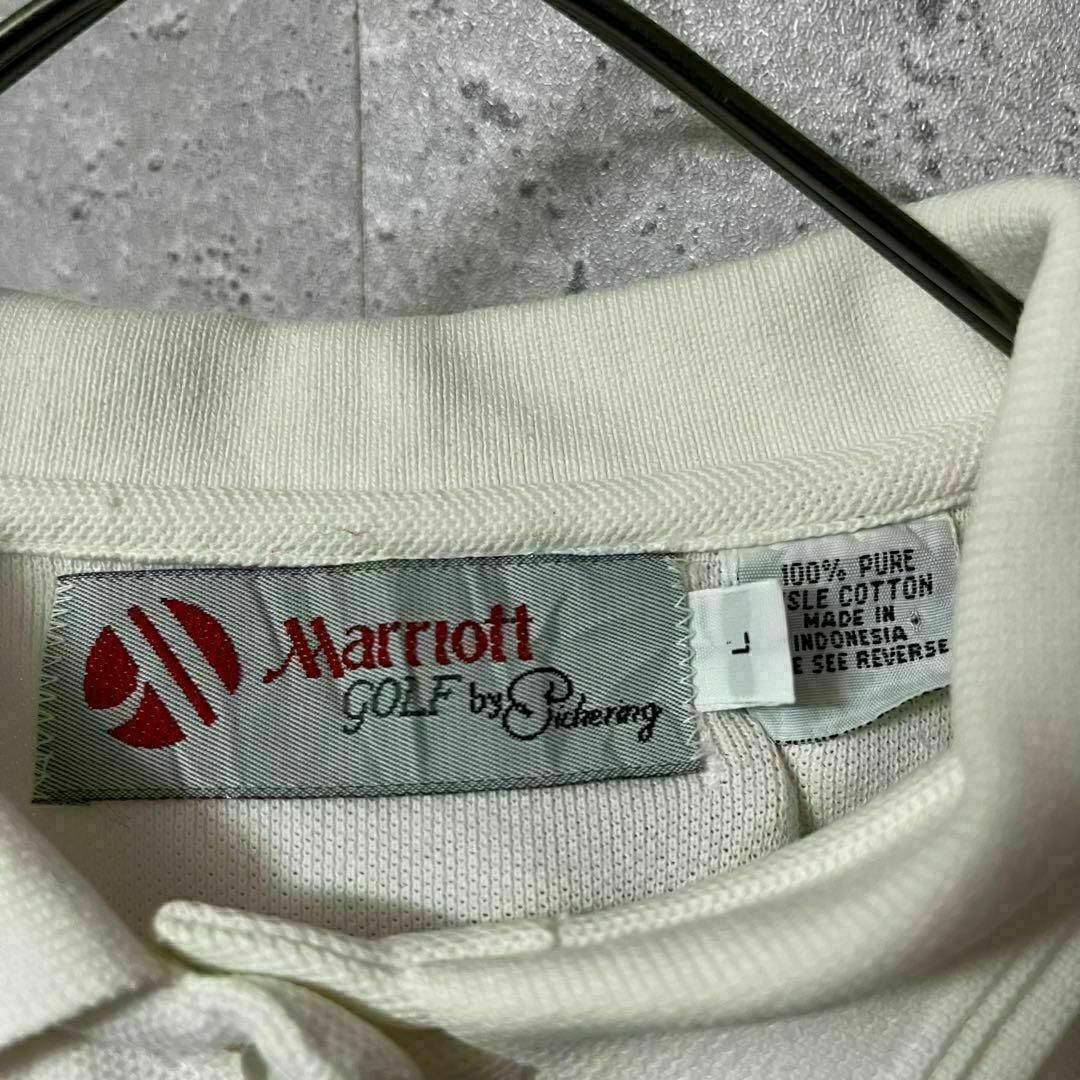 Marriott
GOLF by Pickering
L
100% PURE
SLE COTTON
MADE IN
INDONESIA
E SEE REVERSE